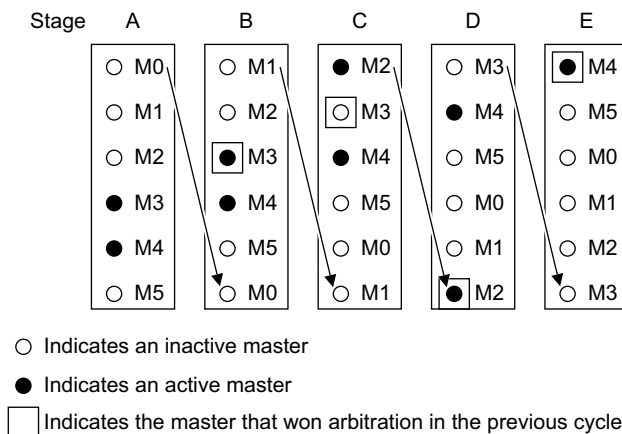 Stage A B C D E
M0 M1 M2 M3 M4
M1 M2 M3 M4 M5
M2 M3 M4 M5 M0
M3 M4 M5 M0 M1
M4 M5 M0 M1 M2
M5 M0 M1 M2 M3
Indicates an inactive master
Indicates an active master
Indicates the master that won arbitration in the previous cycle